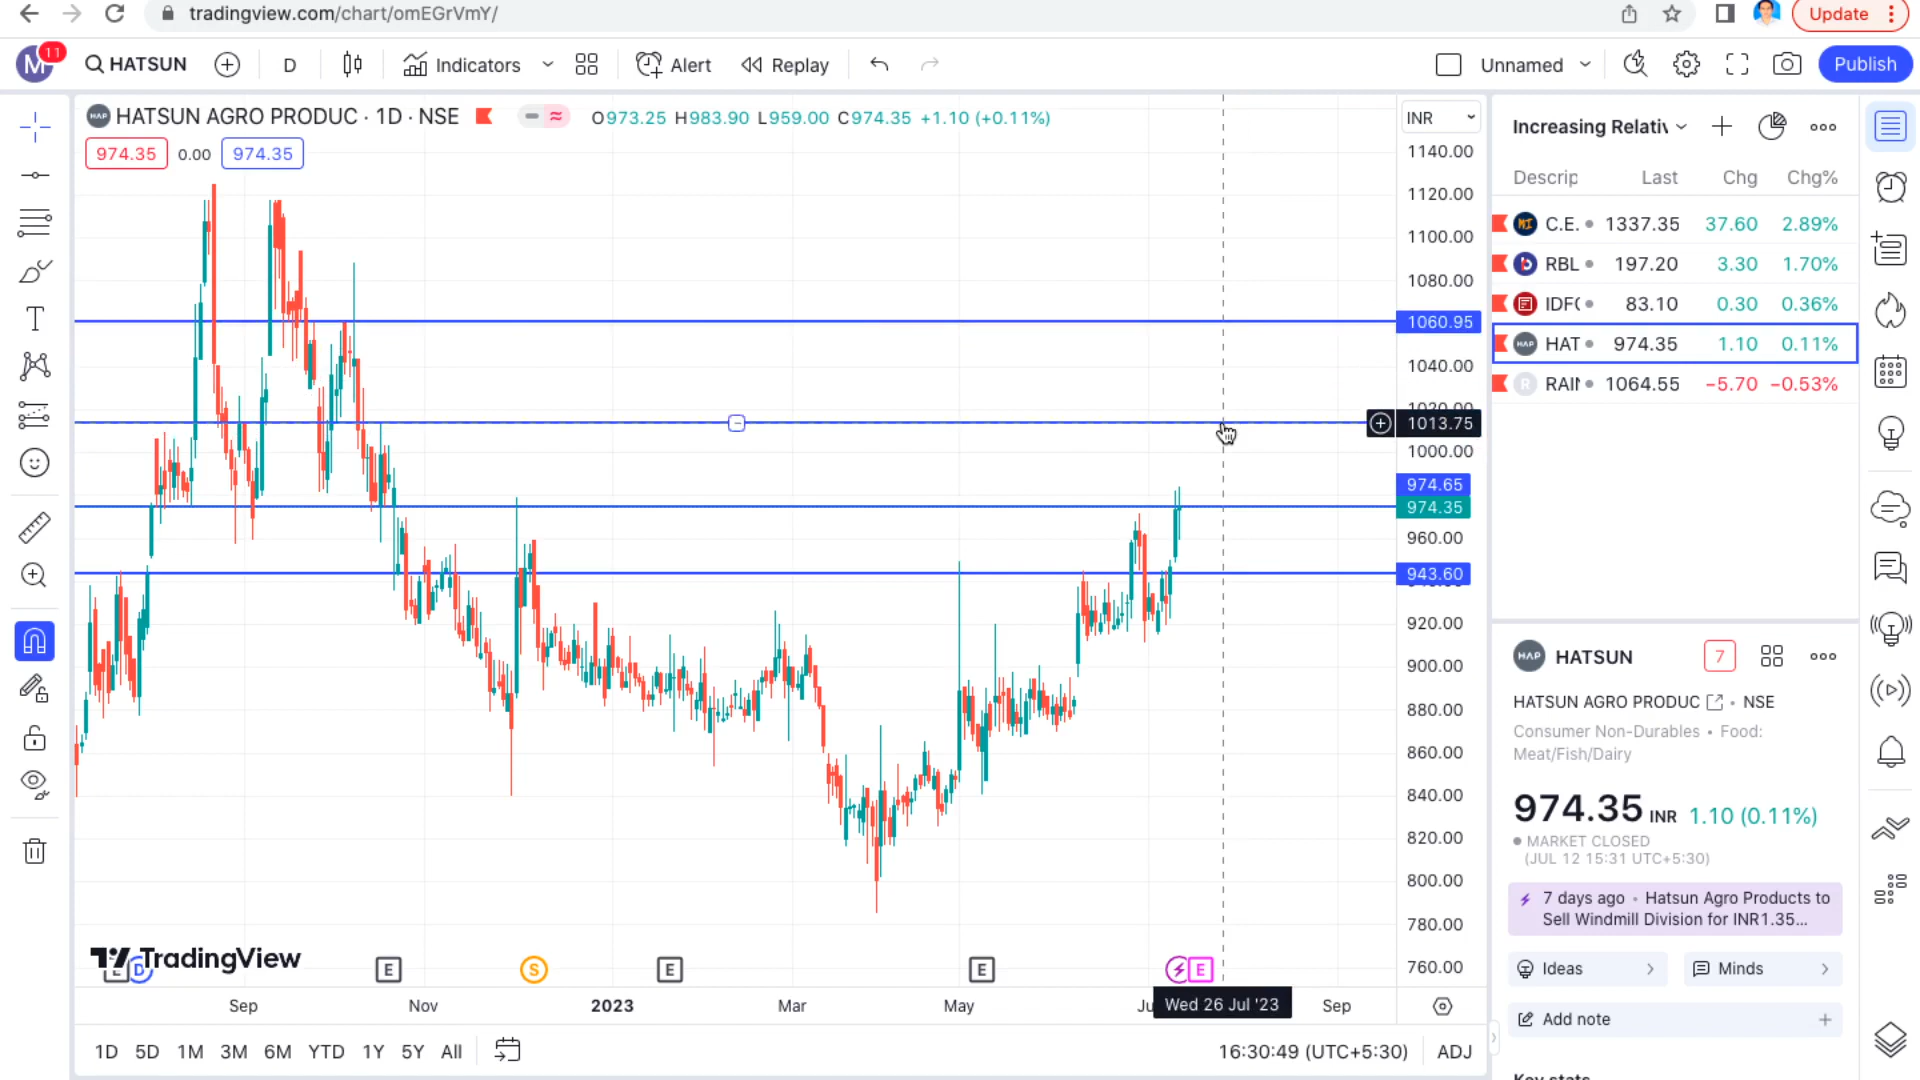 tradingview.com/chart/omEGrVmY/
Update
M 11 HATSUN D Indicators Alert Replay Unnamed Publish
HATSUN AGRO PRODUC · 1D · NSE O973.25 H983.90 L959.00 C974.35 +1.10 (+0.11%)
974.35 0.00 974.35
INR
1140.00
1120.00
1100.00
1080.00
1060.95
1040.00
1013.75
1000.00
974.65
974.35
960.00
943.60
920.00
900.00
880.00
860.00
840.00
820.00
800.00
780.00
760.00
TradingView
E D E S E E E
Sep Nov 2023 Mar May Wed 26 Jul '23 Sep
1D 5D 1M 3M 6M YTD 1Y 5Y All 16:30:49 (UTC+5:30) ADJ
Increasing Relativ
Descrip Last Chg Chg%
C.E. 1337.35 37.60 2.89%
RBL 197.20 3.30 1.70%
IDF 83.10 0.30 0.36%
HAP HAT 974.35 1.10 0.11%
R RAIN 1064.55 −5.70 −0.53%
HAP HATSUN 7
HATSUN AGRO PRODUC · NSE
Consumer Non-Durables • Food:
Meat/Fish/Dairy
974.35 INR 1.10 (0.11%)
MARKET CLOSED
(JUL 12 15:31 UTC+5:30)
7 days ago • Hatsun Agro Products to
Sell Windmill Division for INR1.35...
Ideas
Minds
Add note